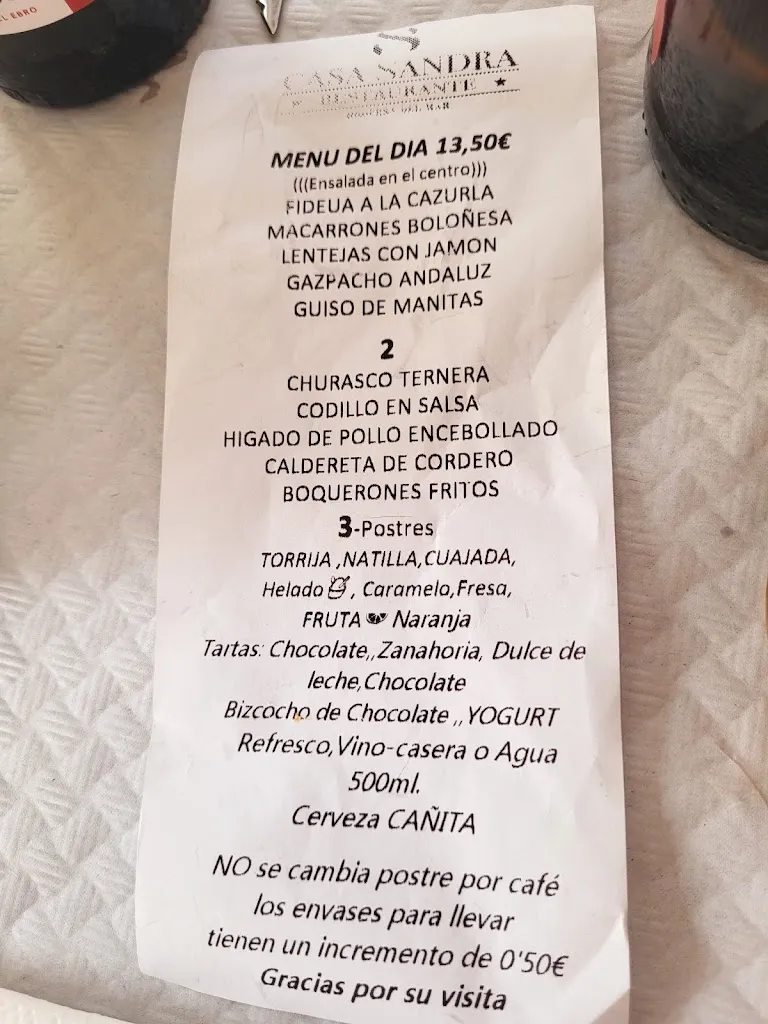 EL EBRO
CASA SANDRA
RESTAURANTE
MENU DEL DIA 13,50€
(((Ensalada en el centro)))
FIDEUA A LA CAZURLA
MACARRONES BOLOÑESA
LENTEJAS CON JAMON
GAZPACHO ANDALUZ
GUISO DE MANITAS
2
CHURASCO TERNERA
CODILLO EN SALSA
HIGADO DE POLLO ENCEBOLLADO
CALDERETA DE CORDERO
BOQUERONES FRITOS
3-Postres
TORRIJA ,NATILLA,CUAJADA,
Helado, Caramelo,Fresa,
FRUTA Naranja
Tartas: Chocolate,,Zanahoria, Dulce de
leche,Chocolate
Bizcocho de Chocolate ,,YOGURT
Refresco,Vino-casera o Agua
500ml.
Cerveza CAÑITA
NO se cambia postre por café
los envases para llevar
tienen un incremento de 0'50€
Gracias por su visita